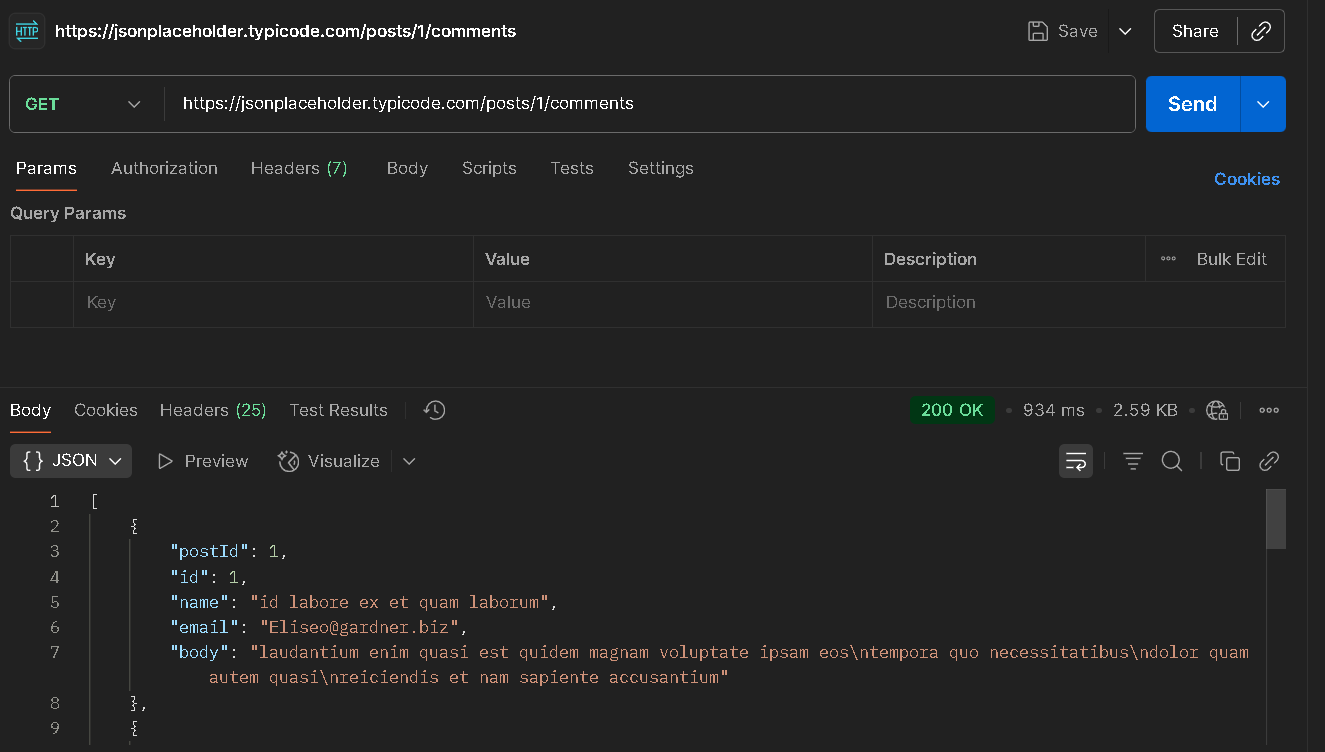 HTTP https://jsonplaceholder.typicode.com/posts/1/comments Save Share
GET https://jsonplaceholder.typicode.com/posts/1/comments Send
Params Authorization Headers (7) Body Scripts Tests Settings Cookies
Query Params
Key Value Description Bulk Edit
Key Value Description
Body Cookies Headers (25) Test Results 200 OK 934 ms 2.59 KB
{} JSON Preview Visualize
1 [
2 {
3 "postId": 1,
4 "id": 1,
5 "name": "id labore ex et quam laborum",
6 "email": "Eliseo@gardner.biz",
7 "body": "laudantium enim quasi est quidem magnam voluptate ipsam eos\ntempora quo necessitatibus\ndolor quam
autem quasi\nreiciendis et nam sapiente accusantium"
8 },
9 {